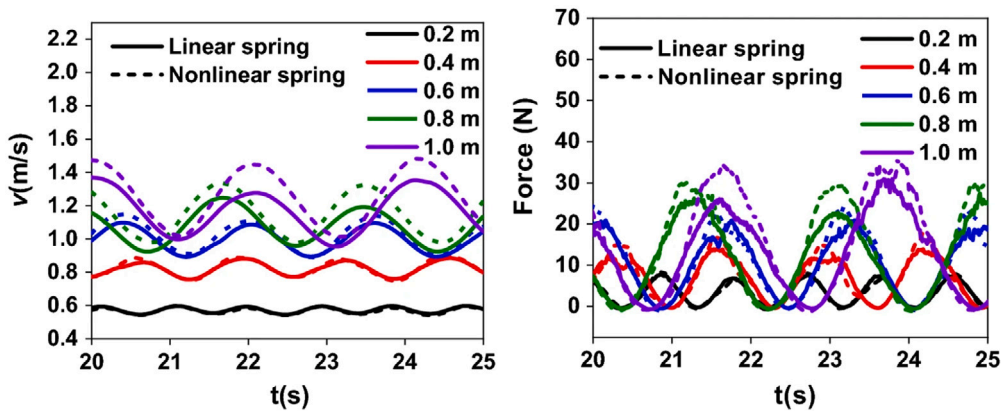 2.2
2.0
1.8
1.6
1.4
1.2
1.0
0.8
0.6
0.4
v(m/s)
Linear spring
Nonlinear spring
0.2 m
0.4 m
0.6 m
0.8 m
1.0 m
20 21 22 23 24 25
t(s)
70
60
50
40
30
20
10
0
Force (N)
Linear spring
Nonlinear spring
0.2 m
0.4 m
0.6 m
0.8 m
1.0 m
20 21 22 23 24 25
t(s)